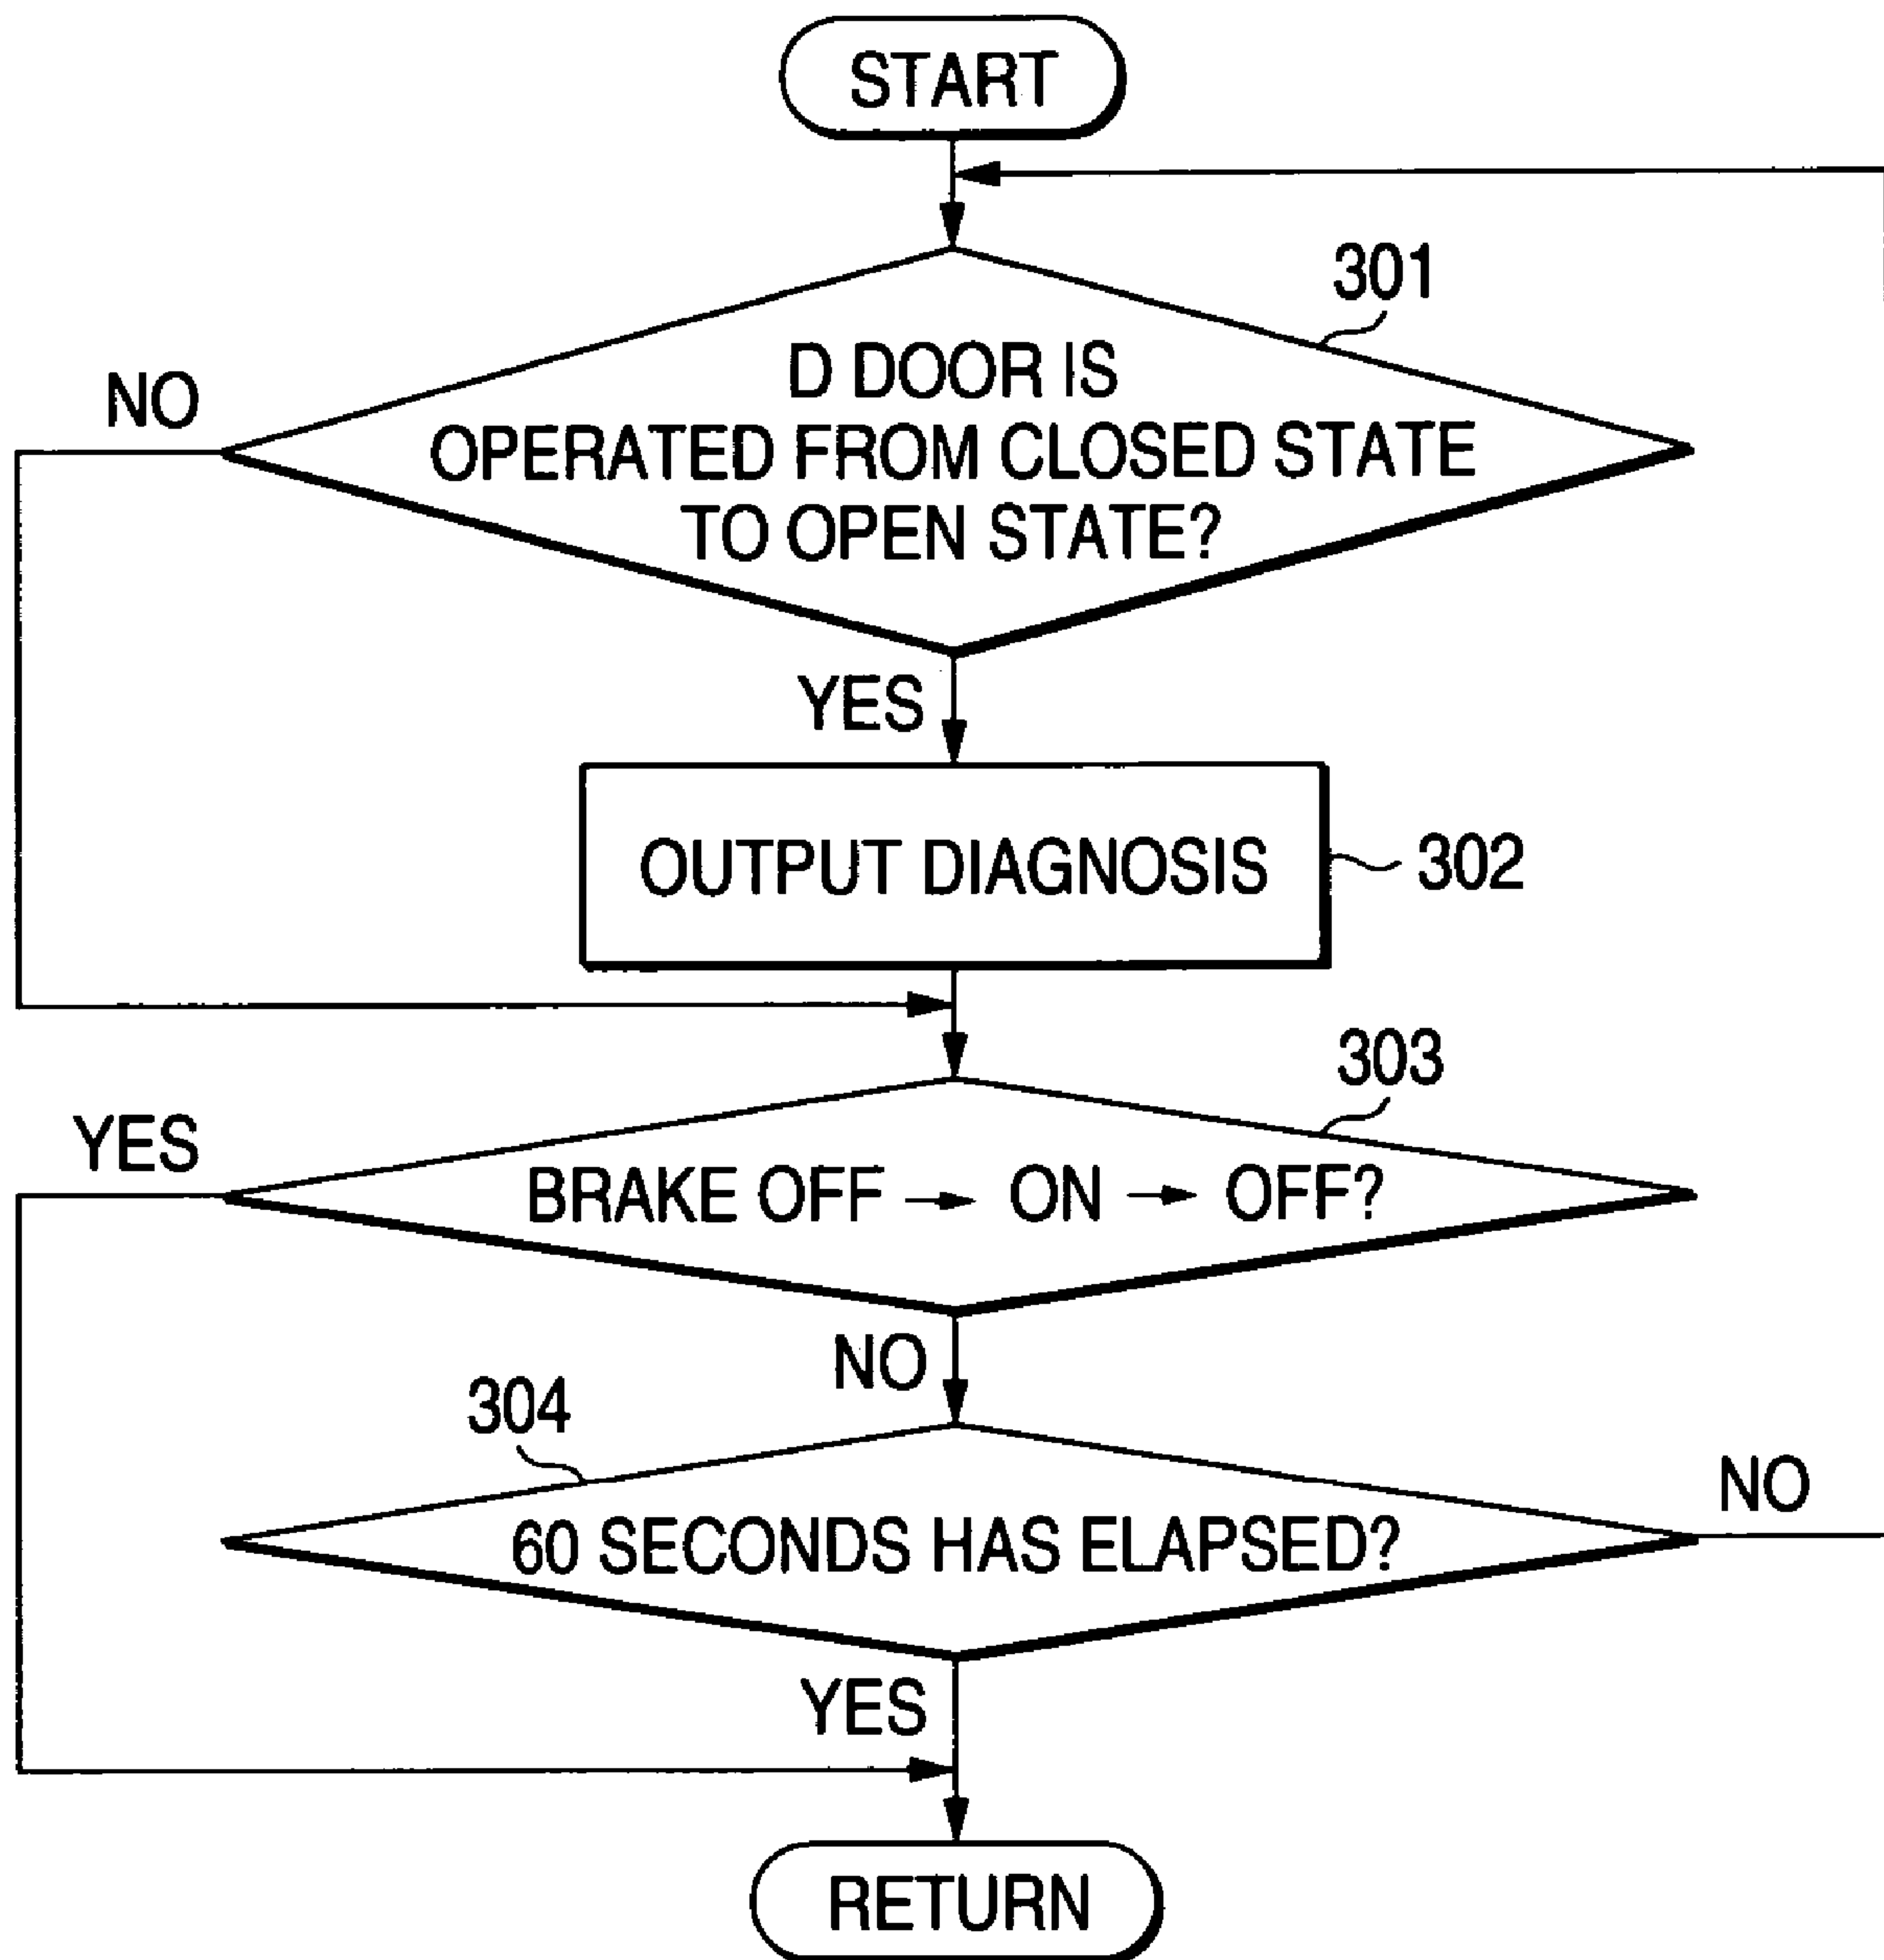 START
301
D DOOR IS
OPERATED FROM CLOSED STATE
TO OPEN STATE?
NO
YES
OUTPUT DIAGNOSIS
302
303
YES
BRAKE OFF → ON → OFF?
NO
304
NO
60 SECONDS HAS ELAPSED?
YES
RETURN